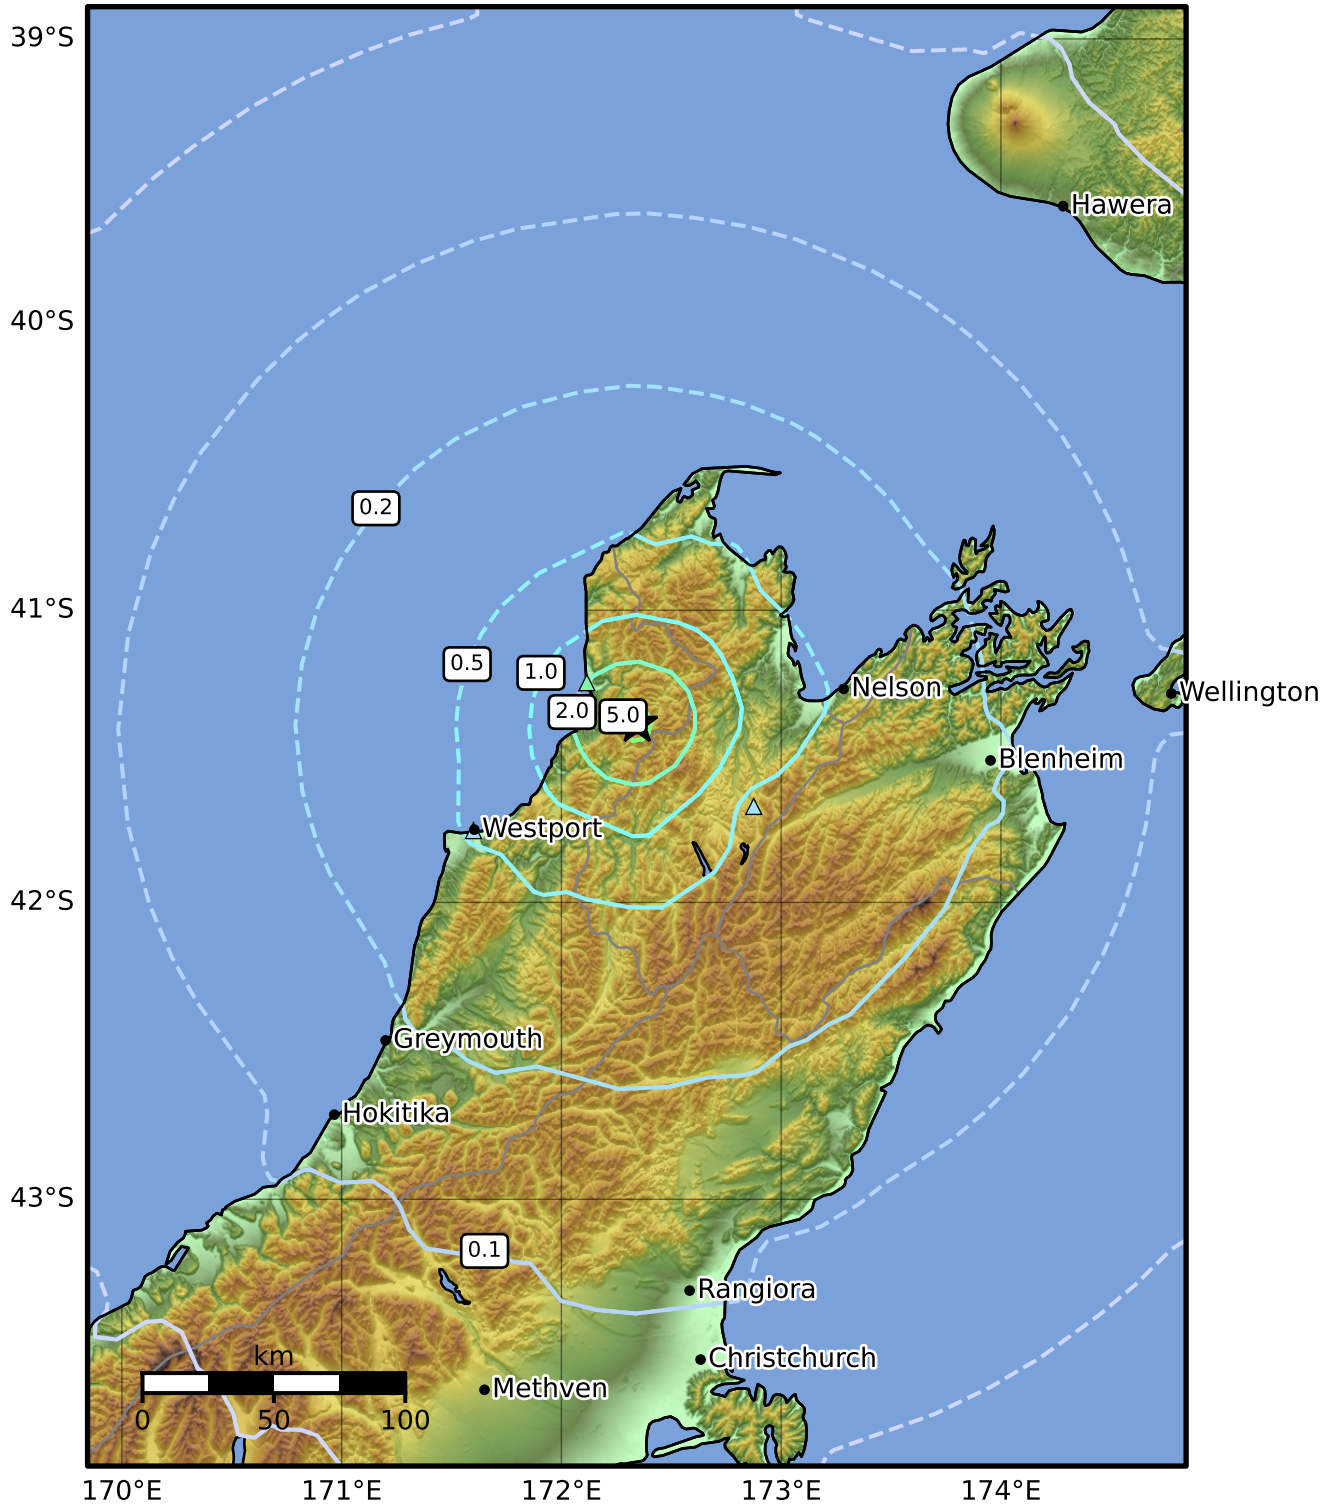 39°S
Hawera
40°S
0.2
41°S
0.5
1.0
2.0
5.0
Nelson
Wellington
Blenheim
Westport
42°S
Greymouth
Hokitika
43°S
0.1
Rangiora
km
Christchurch
Methven
0 50 100
170°E 171°E 172°E 173°E 174°E